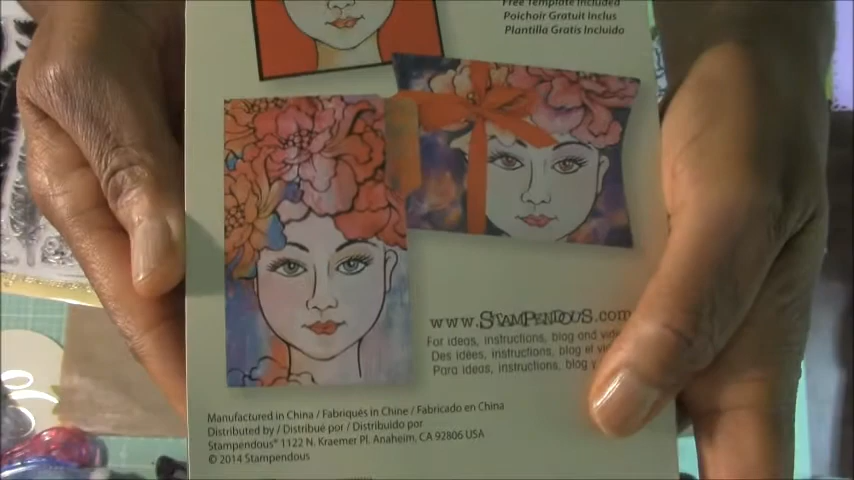 Free Template Included
Poichoir Gratuit Inclus
Plantilla Gratis Incluido
www.STAMPENDOUS.com
For ideas, instructions, blog and vide
Des idées, instructions, blog et vi
Para ideas, instrucciones, blog y
Manufactured in China / Fabriqués in Chine / Fabricado en China
Distributed by / Distribué por / Distribuido por
Stampendous® 1122 N. Kraemer Pl. Anaheim, CA 92806 USA
© 2014 Stampendous